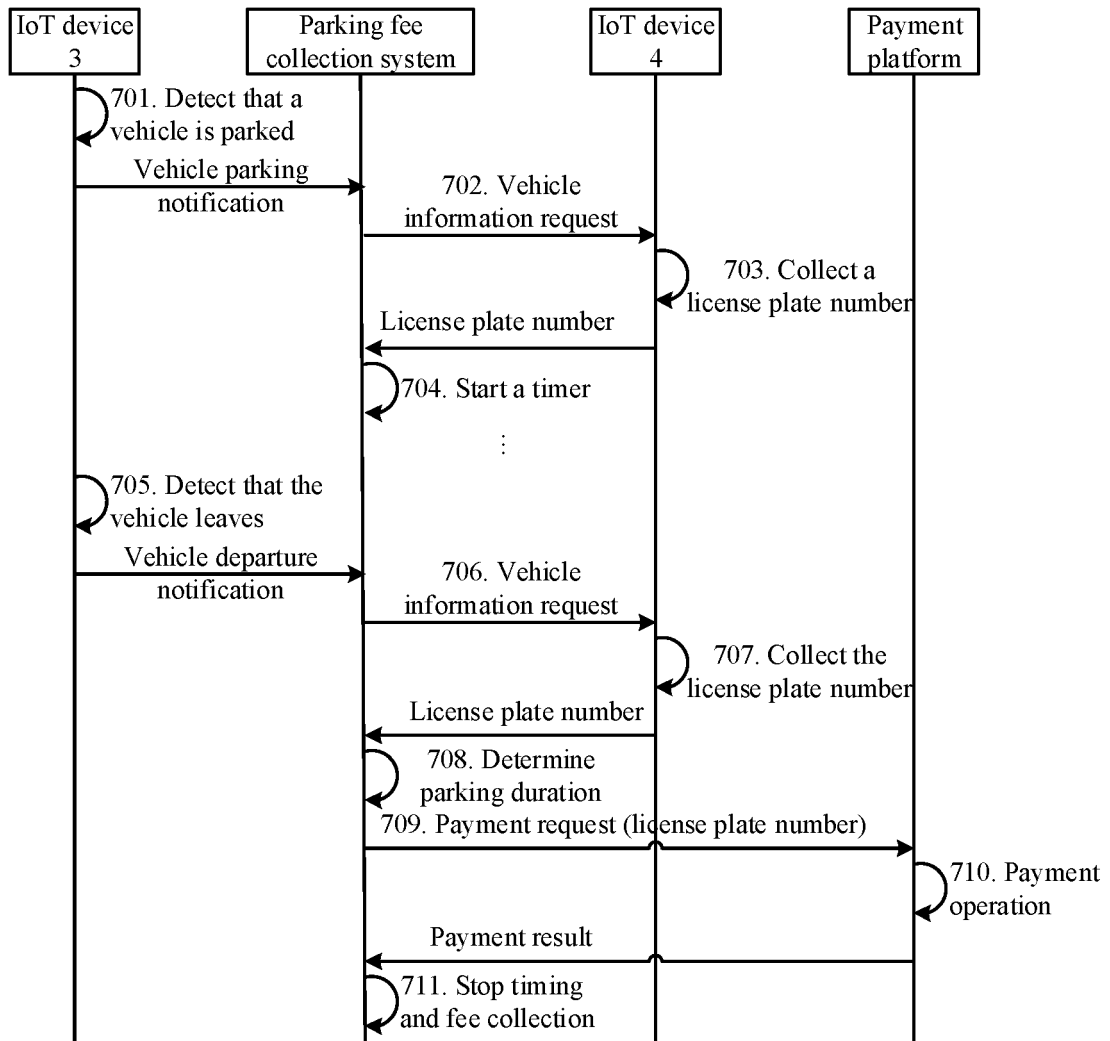 IoT device
3
Parking fee
collection system
IoT device
4
Payment
platform
701. Detect that a
vehicle is parked
Vehicle parking
notification
702. Vehicle
information request
703. Collect a
license plate number
License plate number
704. Start a timer
⋮
705. Detect that the
vehicle leaves
Vehicle departure
notification
706. Vehicle
information request
707. Collect the
license plate number
License plate number
708. Determine
parking duration
709. Payment request (license plate number)
710. Payment
operation
Payment result
711. Stop timing
and fee collection